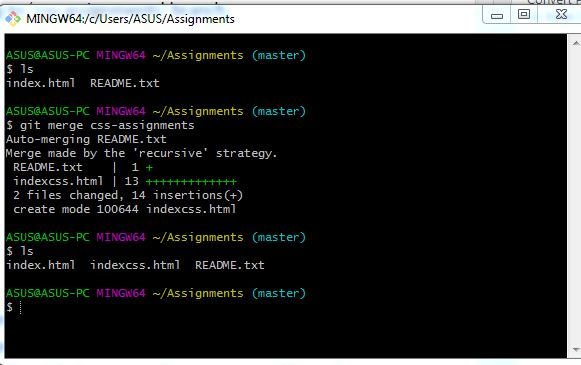 MINGW64:/c/Users/ASUS/Assignments
ASUS@ASUS-PC MINGW64 ~/Assignments (master)
$ ls
index.html  README.txt
ASUS@ASUS-PC MINGW64 ~/Assignments (master)
$ git merge css-assignments
Auto-merging README.txt
Merge made by the 'recursive' strategy.
 README.txt    |  1 +
 indexcss.html | 13 +++++++++++++
 2 files changed, 14 insertions(+)
 create mode 100644 indexcss.html
ASUS@ASUS-PC MINGW64 ~/Assignments (master)
$ ls
index.html  indexcss.html  README.txt
ASUS@ASUS-PC MINGW64 ~/Assignments (master)
$